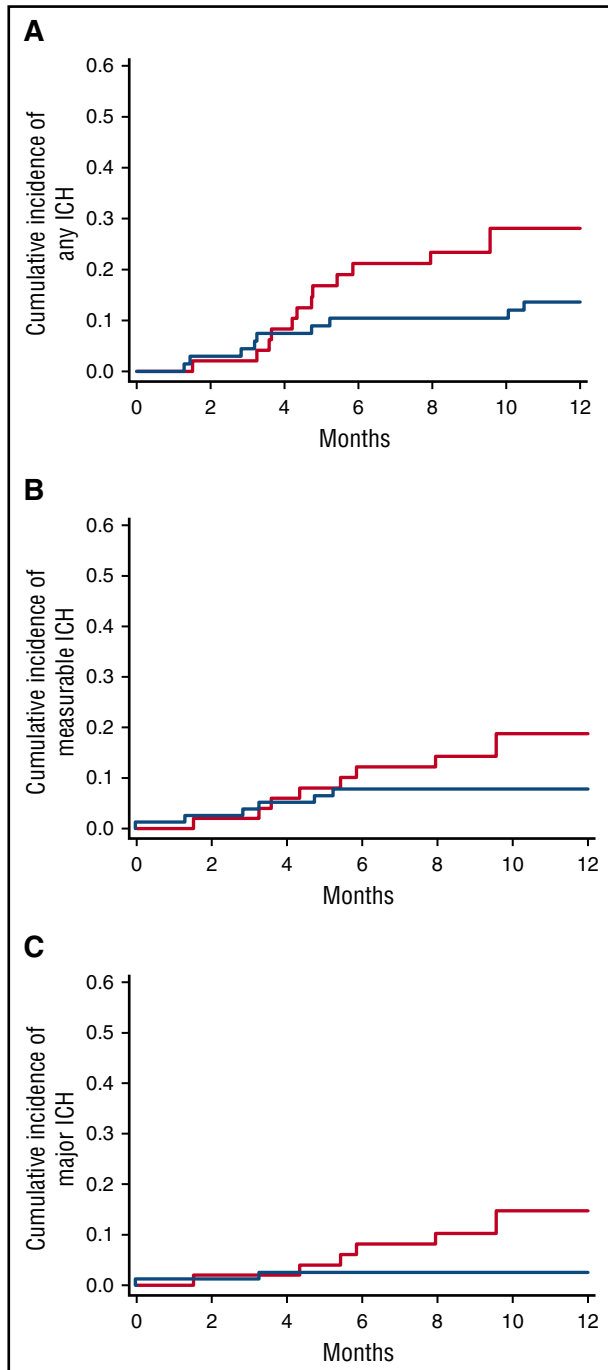 A
Cumulative incidence of
any ICH
0.6
0.5
0.4
0.3
0.2
0.1
0.0
0 2 4 6 8 10 12
Months
B
Cumulative incidence of
measurable ICH
0.6
0.5
0.4
0.3
0.2
0.1
0.0
0 2 4 6 8 10 12
Months
C
Cumulative incidence of
major ICH
0.6
0.5
0.4
0.3
0.2
0.1
0.0
0 2 4 6 8 10 12
Months